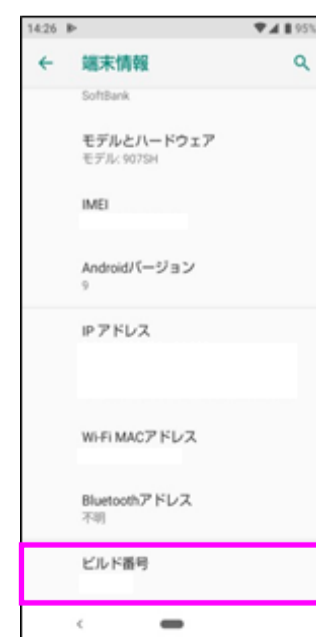 14:26
95%
端末情報
SoftBank
モデルとハードウェア
モデル: 907SH
IMEI
Androidバージョン
9
IP アドレス
Wi-Fi MACアドレス
Bluetoothアドレス
不明
ビルド番号